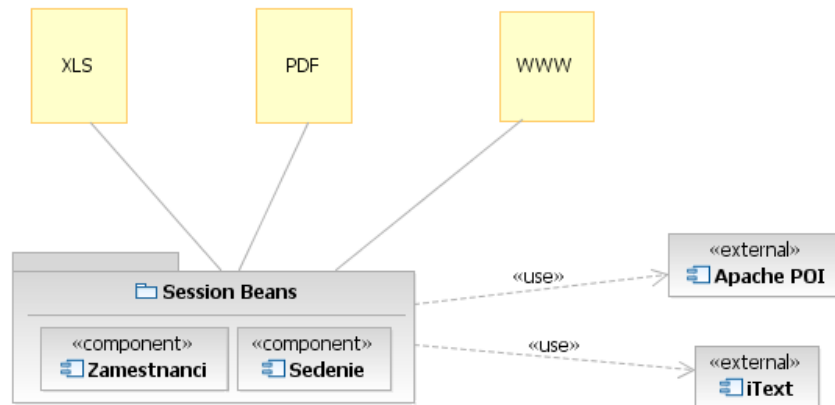 XLS
PDF
WWW
«external»
Apache POI
«use»
Session Beans
«component»
Zamestnanci
«component»
Sedenie
«use»
«external»
iText